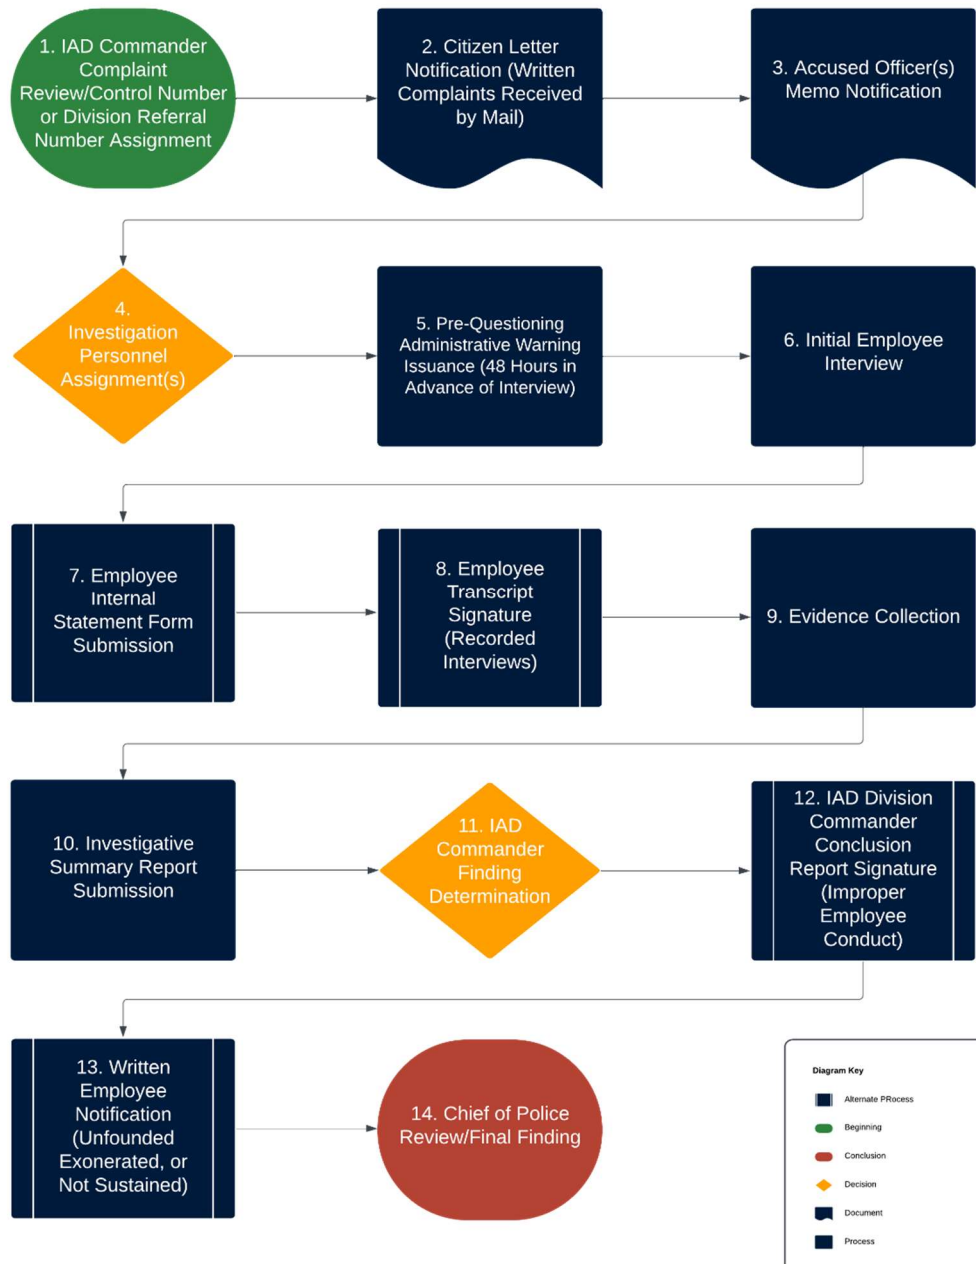 1. IAD Commander
Complaint
Review/Control Number
or Division Referral
Number Assignment
2. Citizen Letter
Notification (Written
Complaints Received
by Mail)
3. Accused Officer(s)
Memo Notification
4.
Investigation
Personnel
Assignment(s)
5. Pre-Questioning
Administrative Warning
Issuance (48 Hours in
Advance of Interview)
6. Initial Employee
Interview
7. Employee
Internal
Statement Form
Submission
8. Employee
Transcript
Signature
(Recorded
Interviews)
9. Evidence Collection
10. Investigative
Summary Report
Submission
11. IAD
Commander
Finding
Determination
12. IAD Division
Commander
Conclusion
Report Signature
(Improper
Employee
Conduct)
13. Written
Employee
Notification
(Unfounded
Exonerated, or
Not Sustained)
14. Chief of Police
Review/Final Finding
Diagram Key
Alternate PRocess
Beginning
Conclusion
Decision
Document
Process